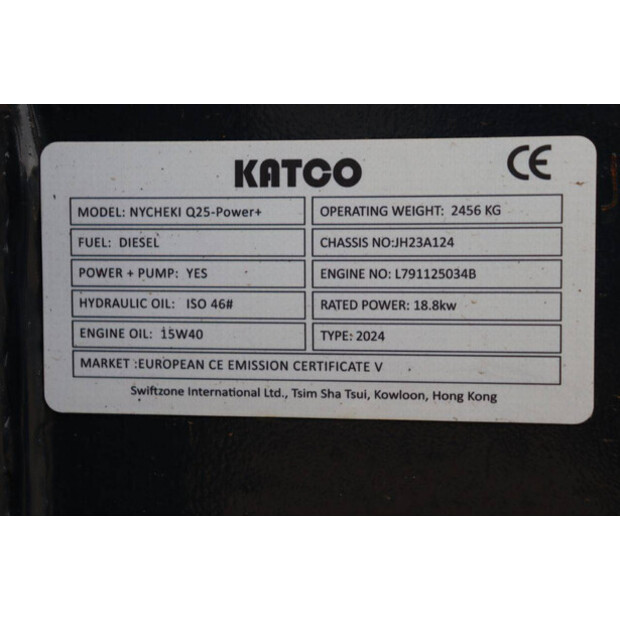 KATCO
CE
MODEL: NYCHEKI Q25-Power+
OPERATING WEIGHT: 2456 KG
FUEL: DIESEL
CHASSIS NO:JH23A124
POWER + PUMP: YES
ENGINE NO: L791125034B
HYDRAULIC OIL: ISO 46#
RATED POWER: 18.8kw
ENGINE OIL: 15W40
TYPE: 2024
MARKET :EUROPEAN CE EMISSION CERTIFICATE V
Swiftzone International Ltd., Tsim Sha Tsui, Kowloon, Hong Kong